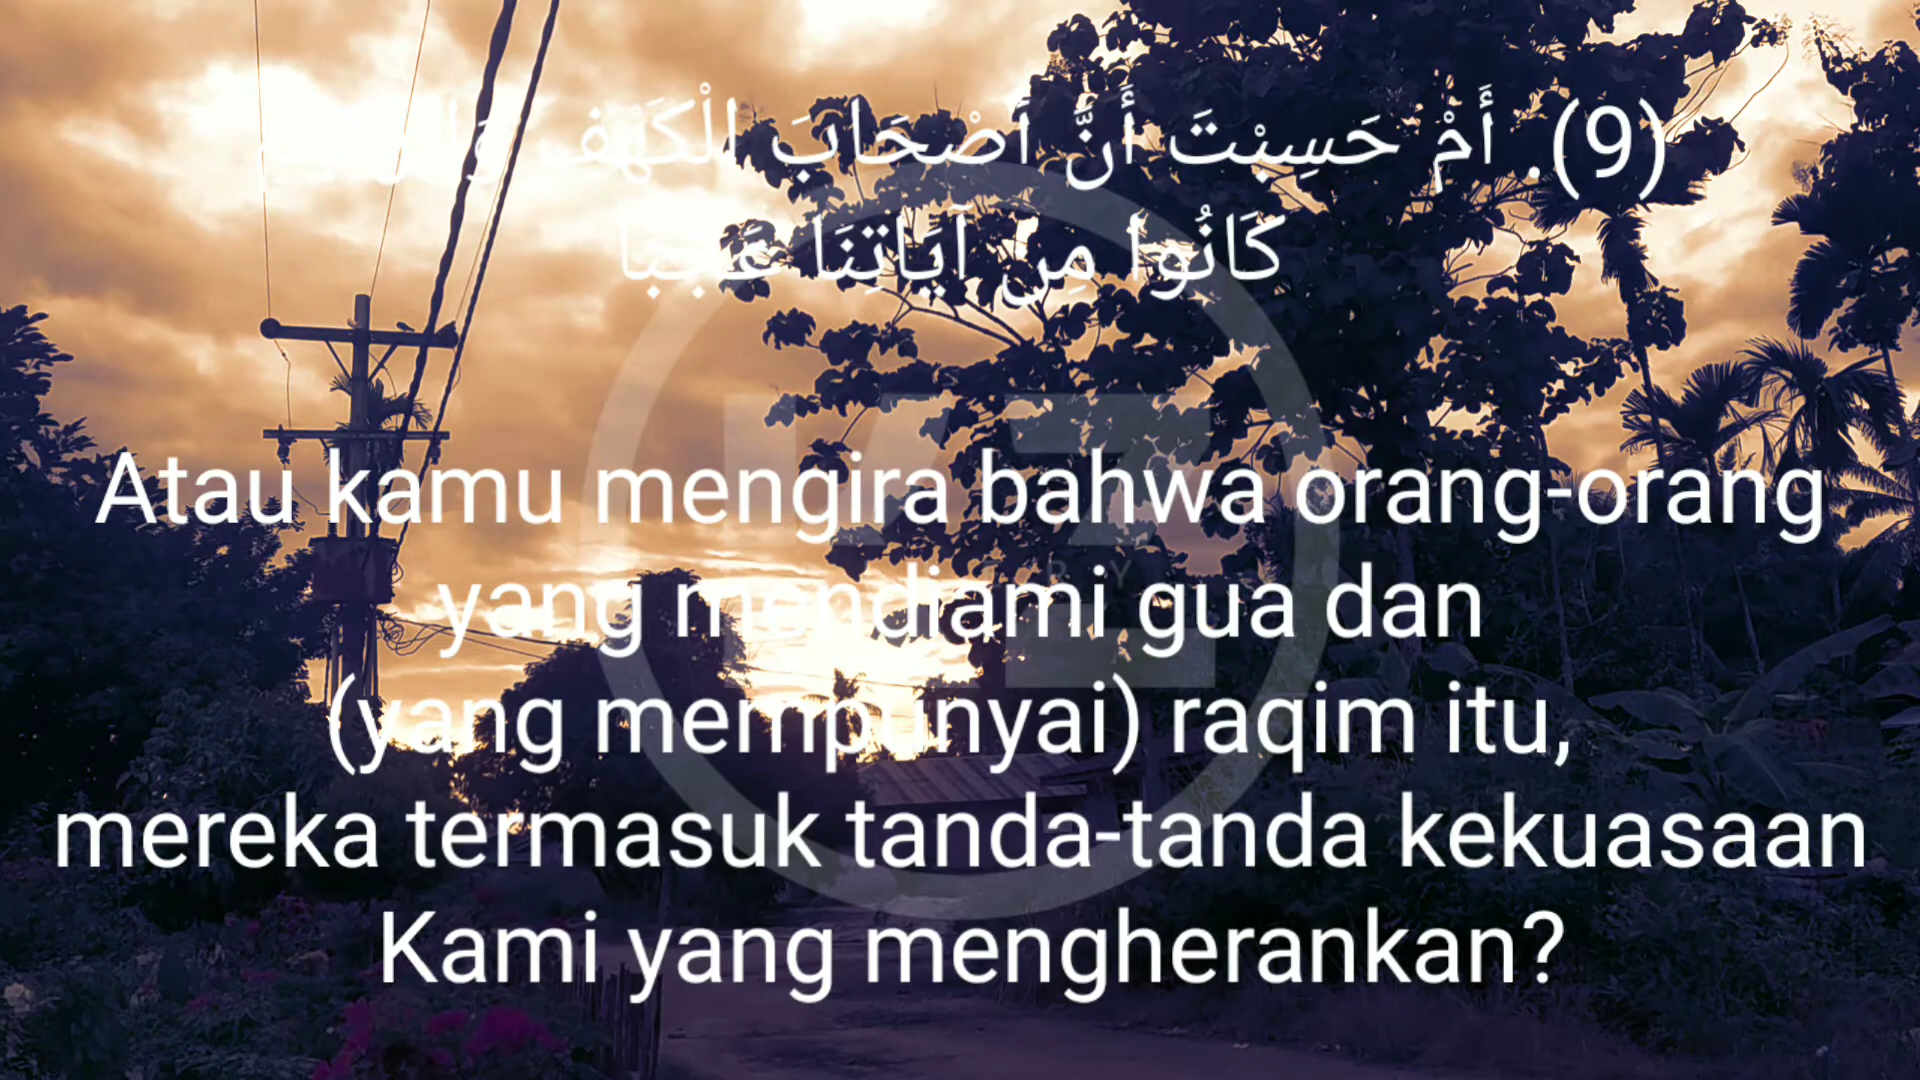 (9). أَمْ حَسِبْتَ أَنَّ أَصْحَابَ الْكَهْفِ
كَانُوا مِنْ آيَاتِنَا عَجَبًا
Atau kamu mengira bahwa orang-orang
yang mendiami gua dan
(yang mempunyai) raqim itu,
mereka termasuk tanda-tanda kekuasaan
Kami yang mengherankan?